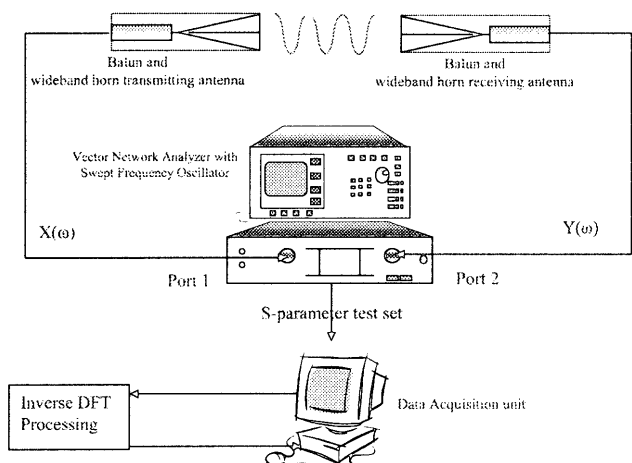 Balun and
wideband horn transmitting antenna
Balun and
wideband horn receiving antenna
Vector Network Analyzer with
Swept Frequency Oscillator
X(ω)
Y(ω)
Port 1
Port 2
S-parameter test set
Inverse DFT
Processing
Data Acquisition unit